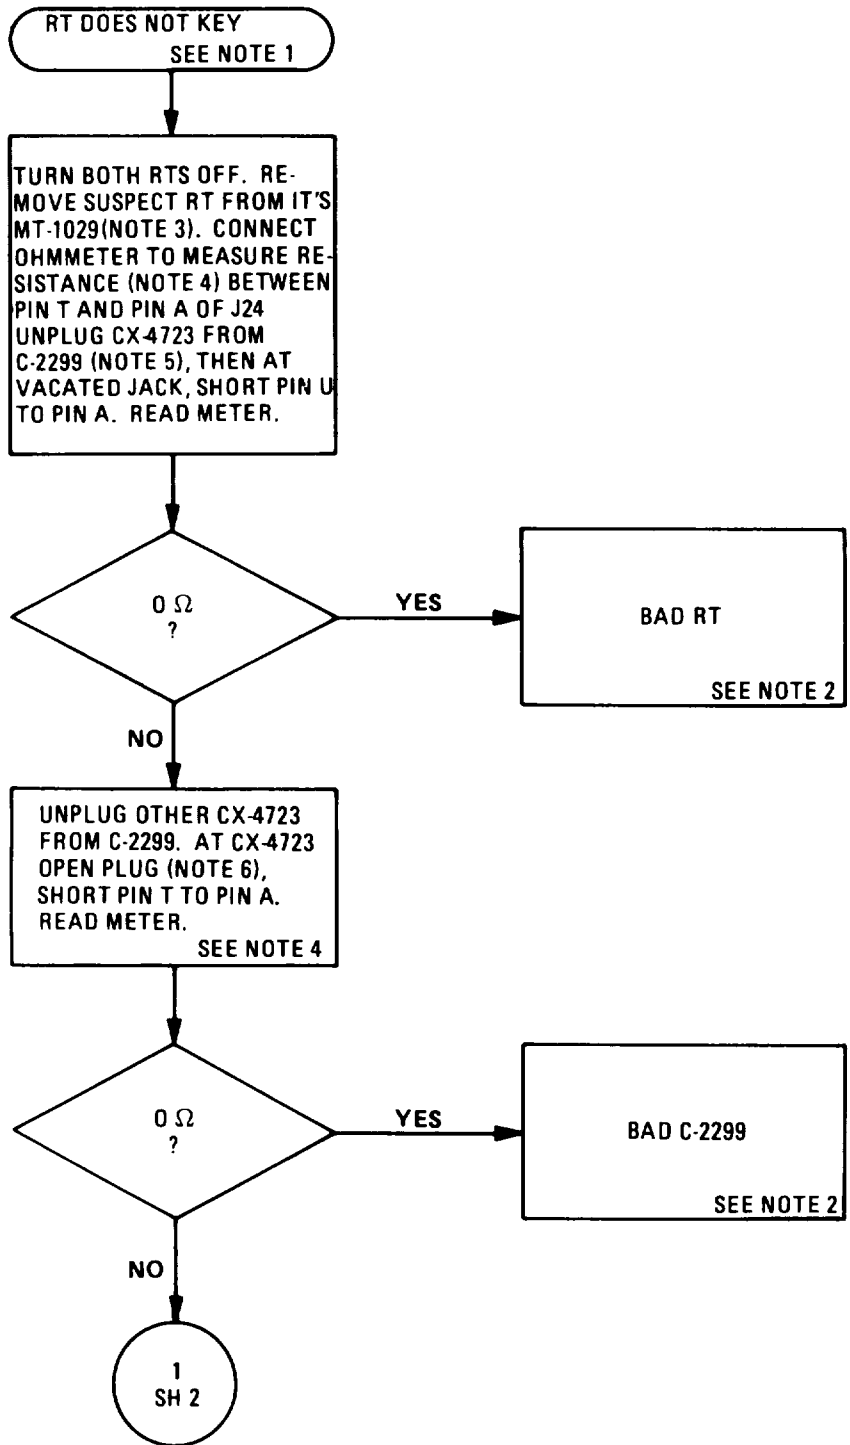 RT DOES NOT KEY
SEE NOTE 1
TURN BOTH RTS OFF. RE-
MOVE SUSPECT RT FROM IT'S
MT-1029(NOTE 3). CONNECT
OHMMETER TO MEASURE RE-
SISTANCE (NOTE 4) BETWEEN
PIN T AND PIN A OF J24
UNPLUG CX-4723 FROM
C-2299 (NOTE 5), THEN AT
VACATED JACK, SHORT PIN U
TO PIN A. READ METER.
0 Ω
?
YES
BAD RT
SEE NOTE 2
NO
UNPLUG OTHER CX-4723
FROM C-2299. AT CX-4723
OPEN PLUG (NOTE 6),
SHORT PIN T TO PIN A.
READ METER.
SEE NOTE 4
0 Ω
?
YES
BAD C-2299
SEE NOTE 2
NO
1
SH 2